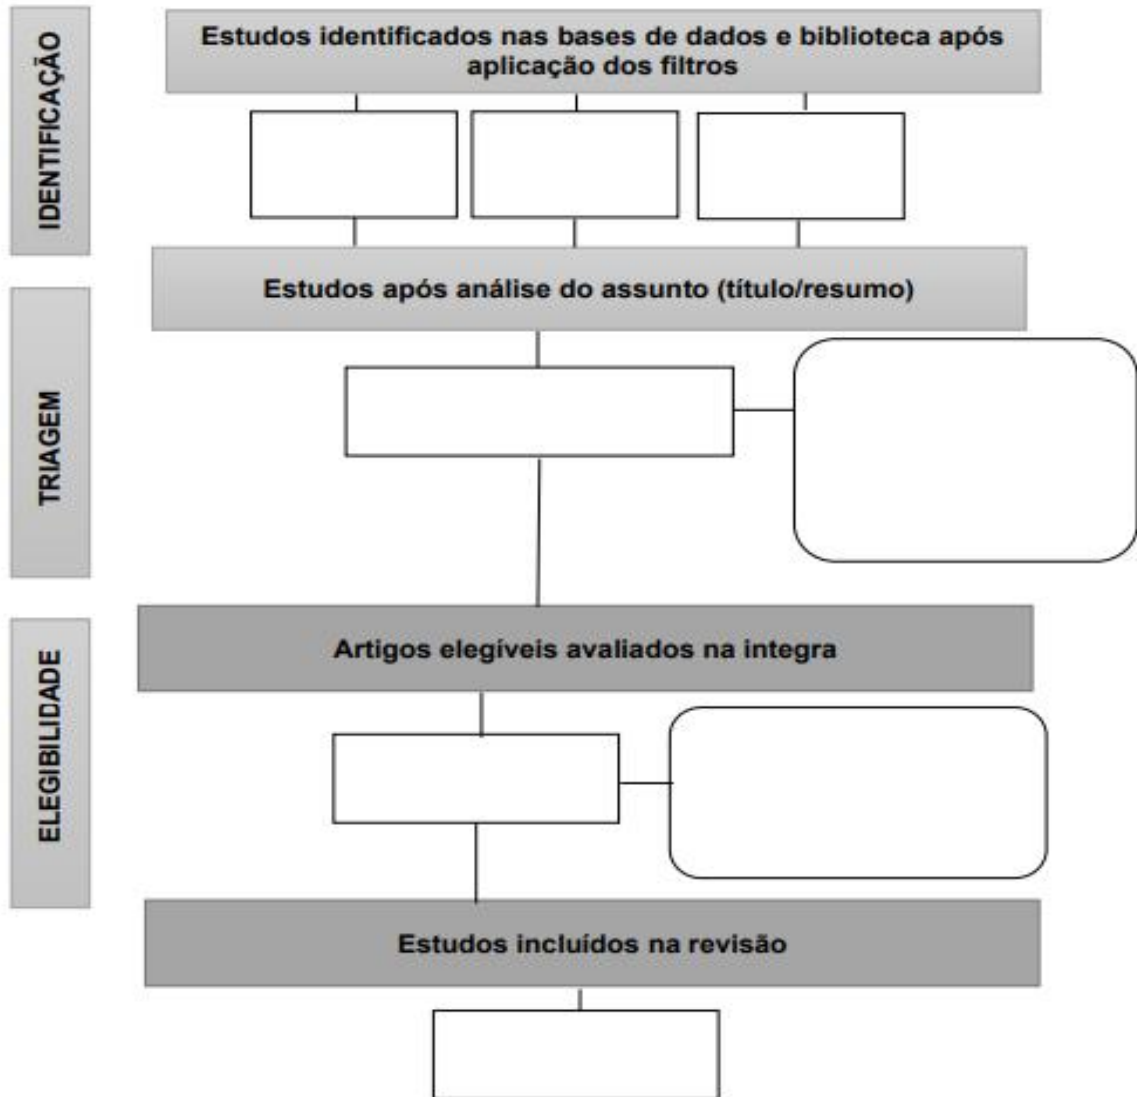 IDENTIFICAÇÃO
Estudos identificados nas bases de dados e biblioteca após
aplicação dos filtros
Estudos após análise do assunto (título/resumo)
TRIAGEM
Artigos elegíveis avaliados na integra
ELEGIBILIDADE
Estudos incluídos na revisão